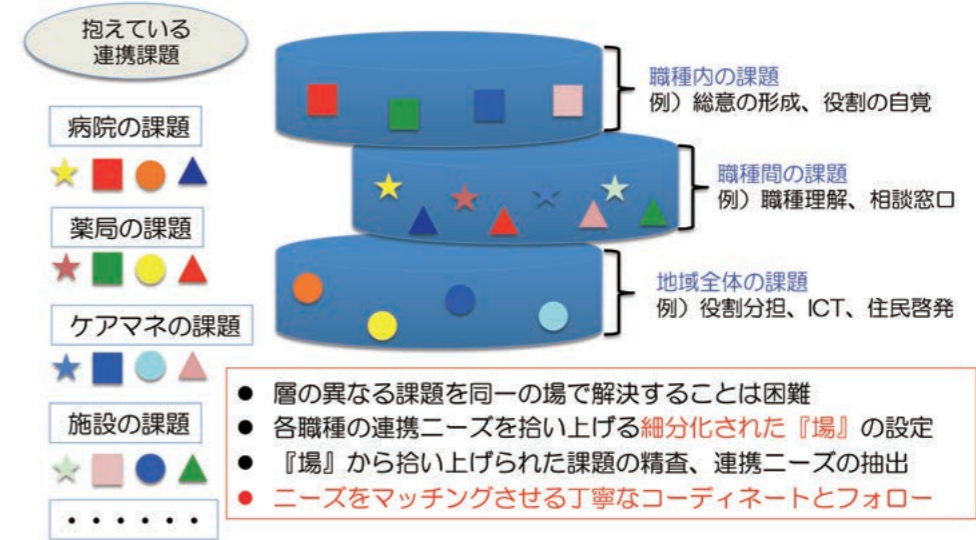 抱えている
連携課題
病院の課題
薬局の課題
ケアマネの課題
施設の課題
・・・・・・
職種内の課題
例）総意の形成、役割の自覚
職種間の課題
例）職種理解、相談窓口
地域全体の課題
例）役割分担、ICT、住民啓発
● 層の異なる課題を同一の場で解決することは困難
● 各職種の連携ニーズを拾い上げる細分化された『場』の設定
● 『場』から拾い上げられた課題の精査、連携ニーズの抽出
● ニーズをマッチングさせる丁寧なコーディネートとフォロー